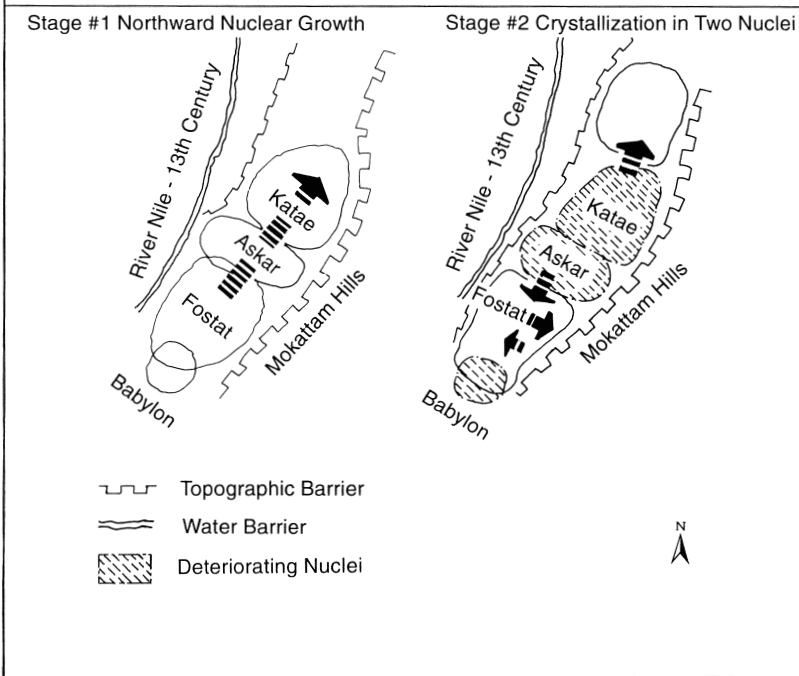 Stage #1 Northward Nuclear Growth
Stage #2 Crystallization in Two Nuclei
River Nile - 13th Century
Katae
Askar
Fostat
Mokattam Hills
Babylon
River Nile - 13th Century
Katae
Askar
Fostat
Mokattam Hills
Babylon
Topographic Barrier
Water Barrier
Deteriorating Nuclei
N